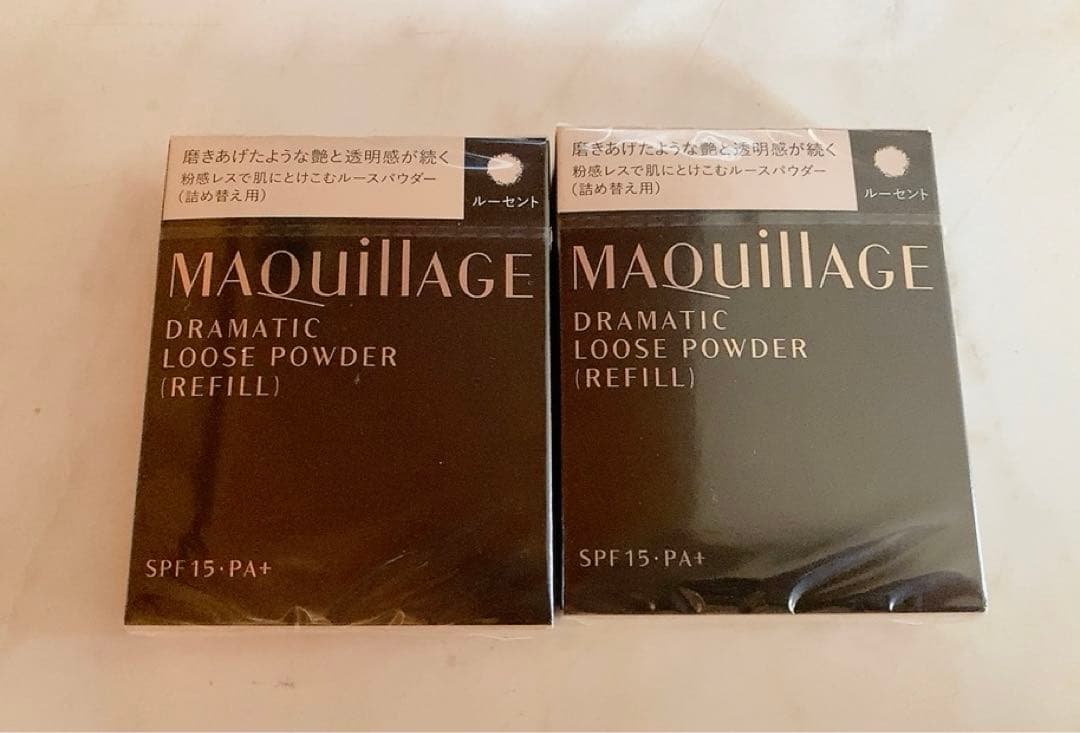 磨きあげたような艶と透明感が続く
粉感レスで肌にとけこむルースパウダー
(詰め替え用)
ルーセント
MAQuillAGE
DRAMATIC
LOOSE POWDER
(REFILL)
SPF15・PA+
磨きあげたような艶と透明感が続く
粉感レスで肌にとけこむルースパウダー
(詰め替え用)
ルーセント
MAQuillAGE
DRAMATIC
LOOSE POWDER
(REFILL)
SPF15・PA+